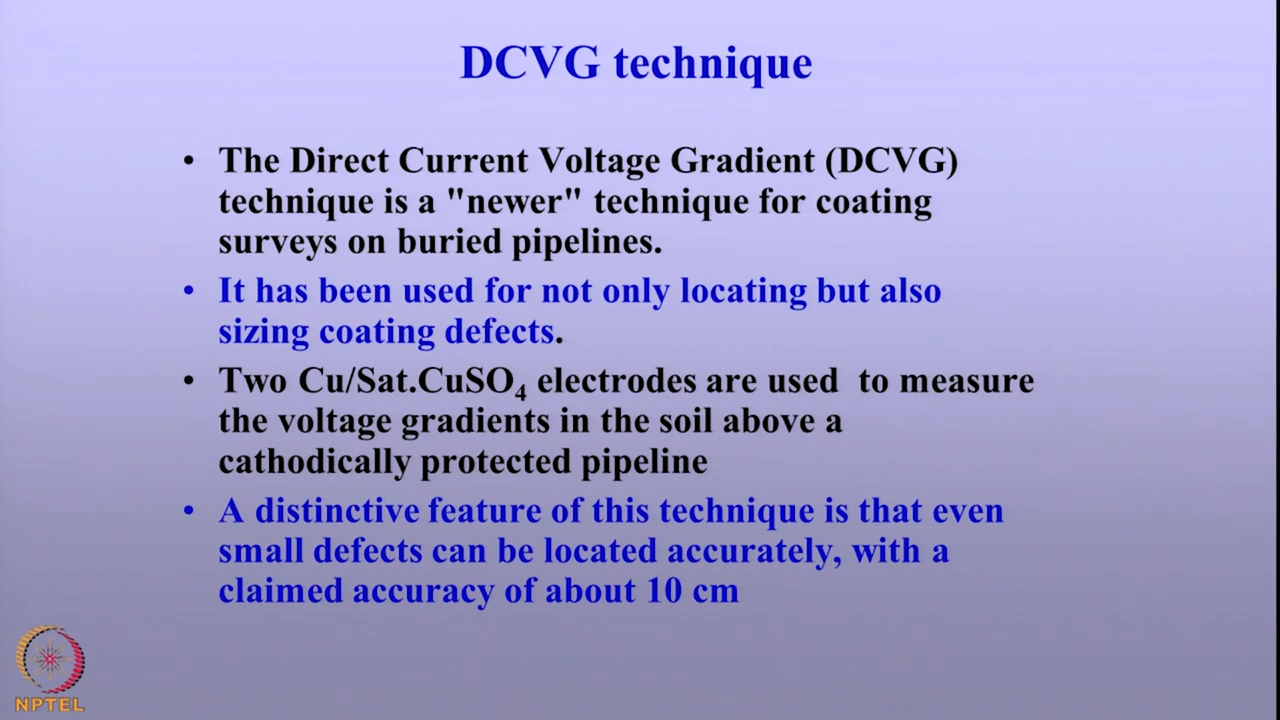 DCVG technique
• The Direct Current Voltage Gradient (DCVG)
technique is a "newer" technique for coating
surveys on buried pipelines.
• It has been used for not only locating but also
sizing coating defects.
• Two Cu/Sat.CuSO₄ electrodes are used  to measure
the voltage gradients in the soil above a
cathodically protected pipeline
• A distinctive feature of this technique is that even
small defects can be located accurately, with a
claimed accuracy of about 10 cm
NPTEL